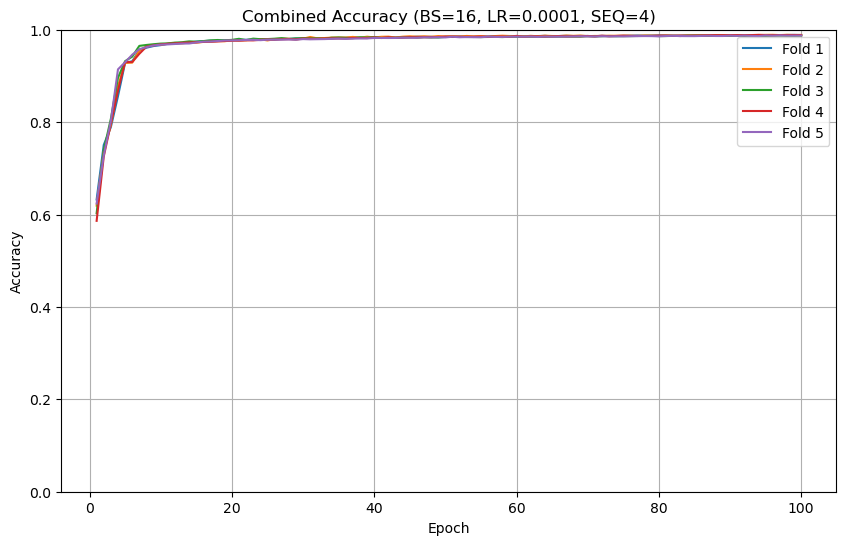 Combined Accuracy (BS=16, LR=0.0001, SEQ=4)
Accuracy
1.0
0.8
0.6
0.4
0.2
0.0
Fold 1
Fold 2
Fold 3
Fold 4
Fold 5
0 20 40 60 80 100
Epoch